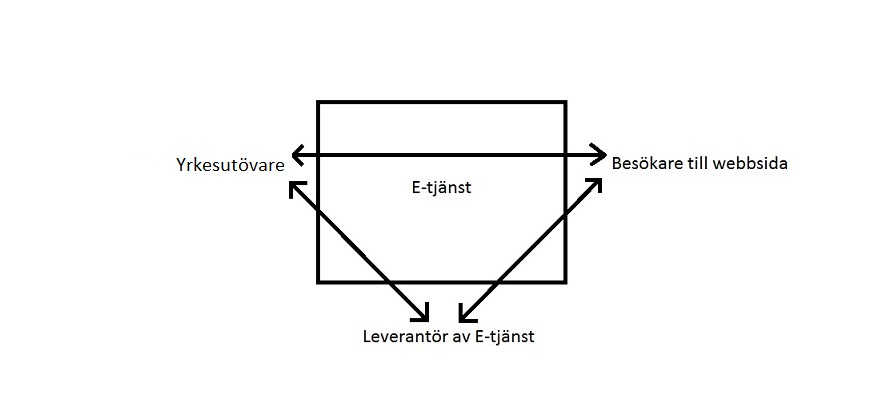 Yrkesutövare
Besökare till webbsida
E-tjänst
Leverantör av E-tjänst